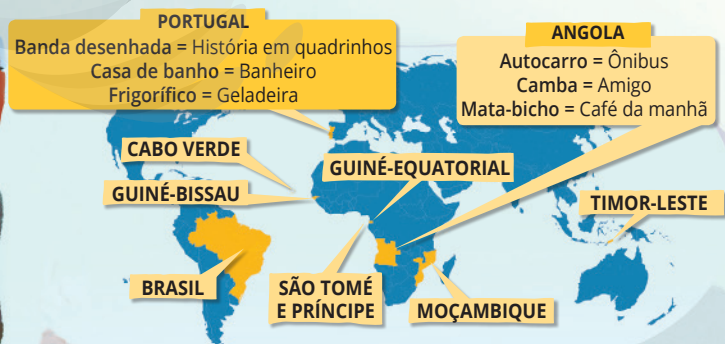 PORTUGAL
Banda desenhada = História em quadrinhos
Casa de banho = Banheiro
Frigorífico = Geladeira
ANGOLA
Autocarro = Ônibus
Camba = Amigo
Mata-bicho = Café da manhã
CABO VERDE
GUINÉ-EQUATORIAL
GUINÉ-BISSAU
TIMOR-LESTE
BRASIL
SÃO TOMÉ
E PRÍNCIPE
MOÇAMBIQUE